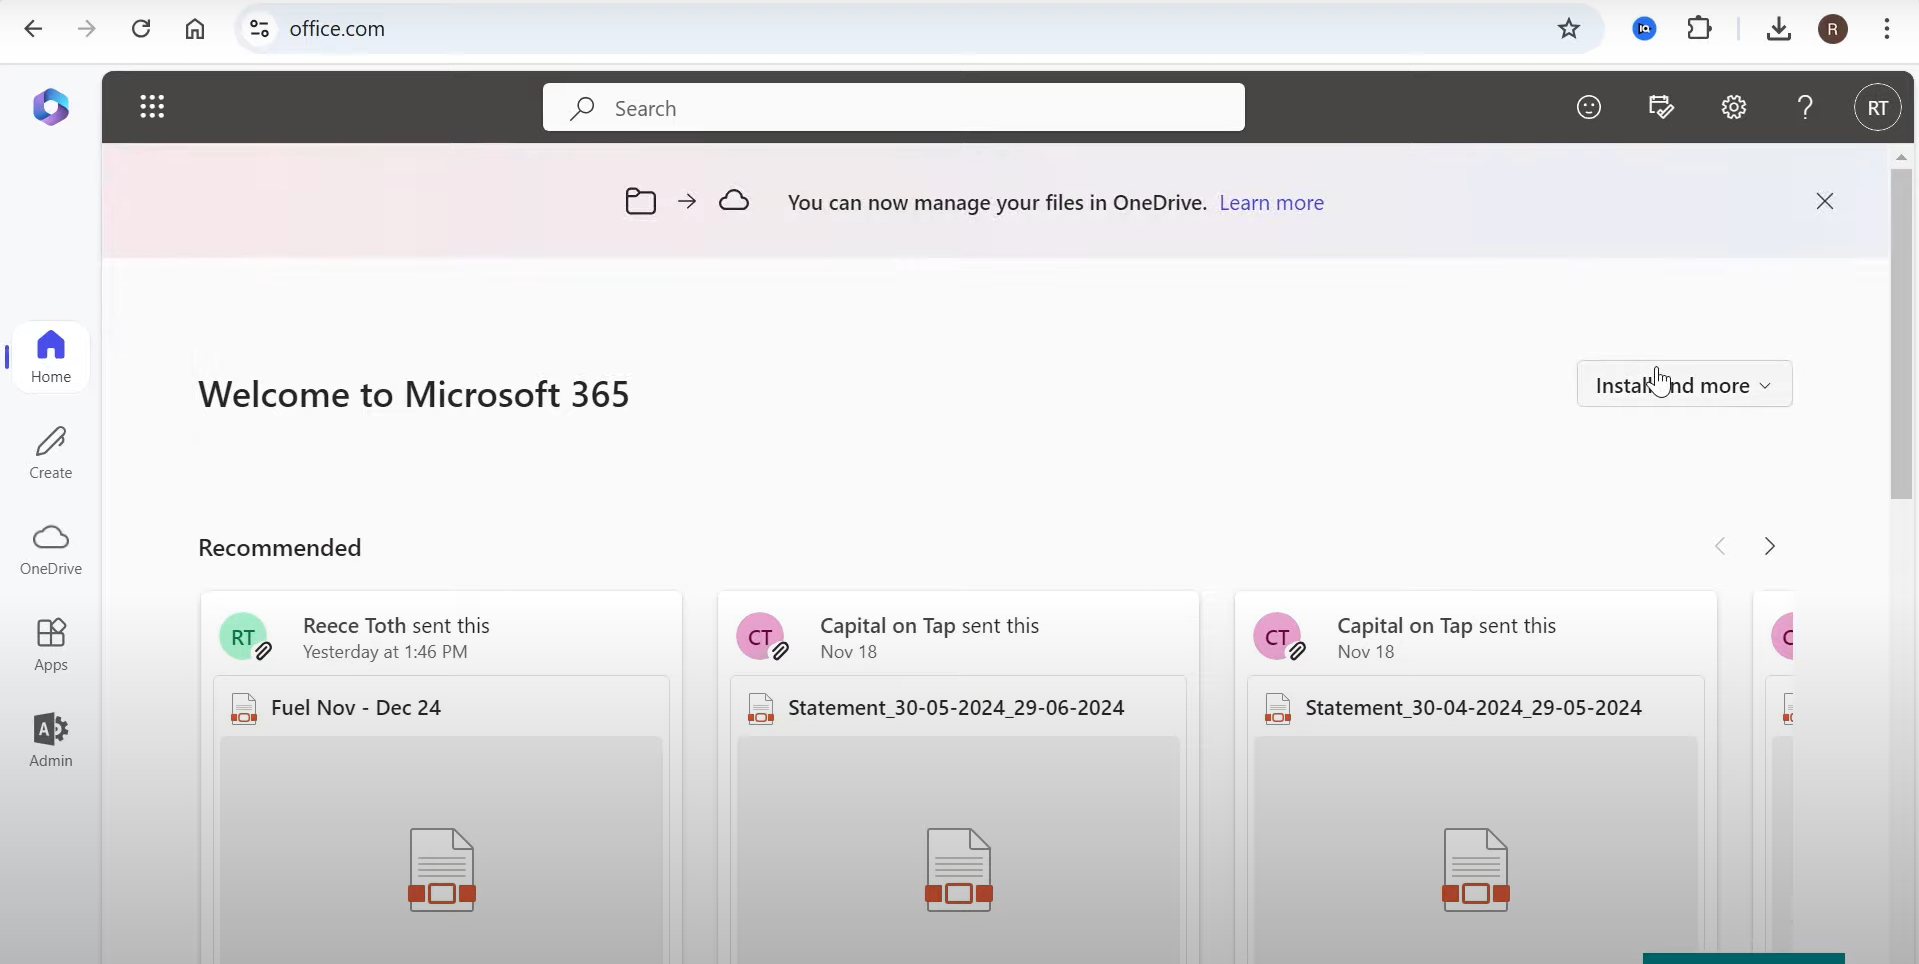 office.com
R
Search
RT
You can now manage your files in OneDrive. Learn more
Home
Welcome to Microsoft 365
and more
Create
OneDrive
Recommended
Apps
RT
Reece Toth sent this
Yesterday at 1:46 PM
CT
Capital on Tap sent this
Nov 18
CT
Capital on Tap sent this
Nov 18
Fuel Nov - Dec 24
Statement_30-05-2024_29-06-2024
Statement_30-04-2024_29-05-2024
A
Admin